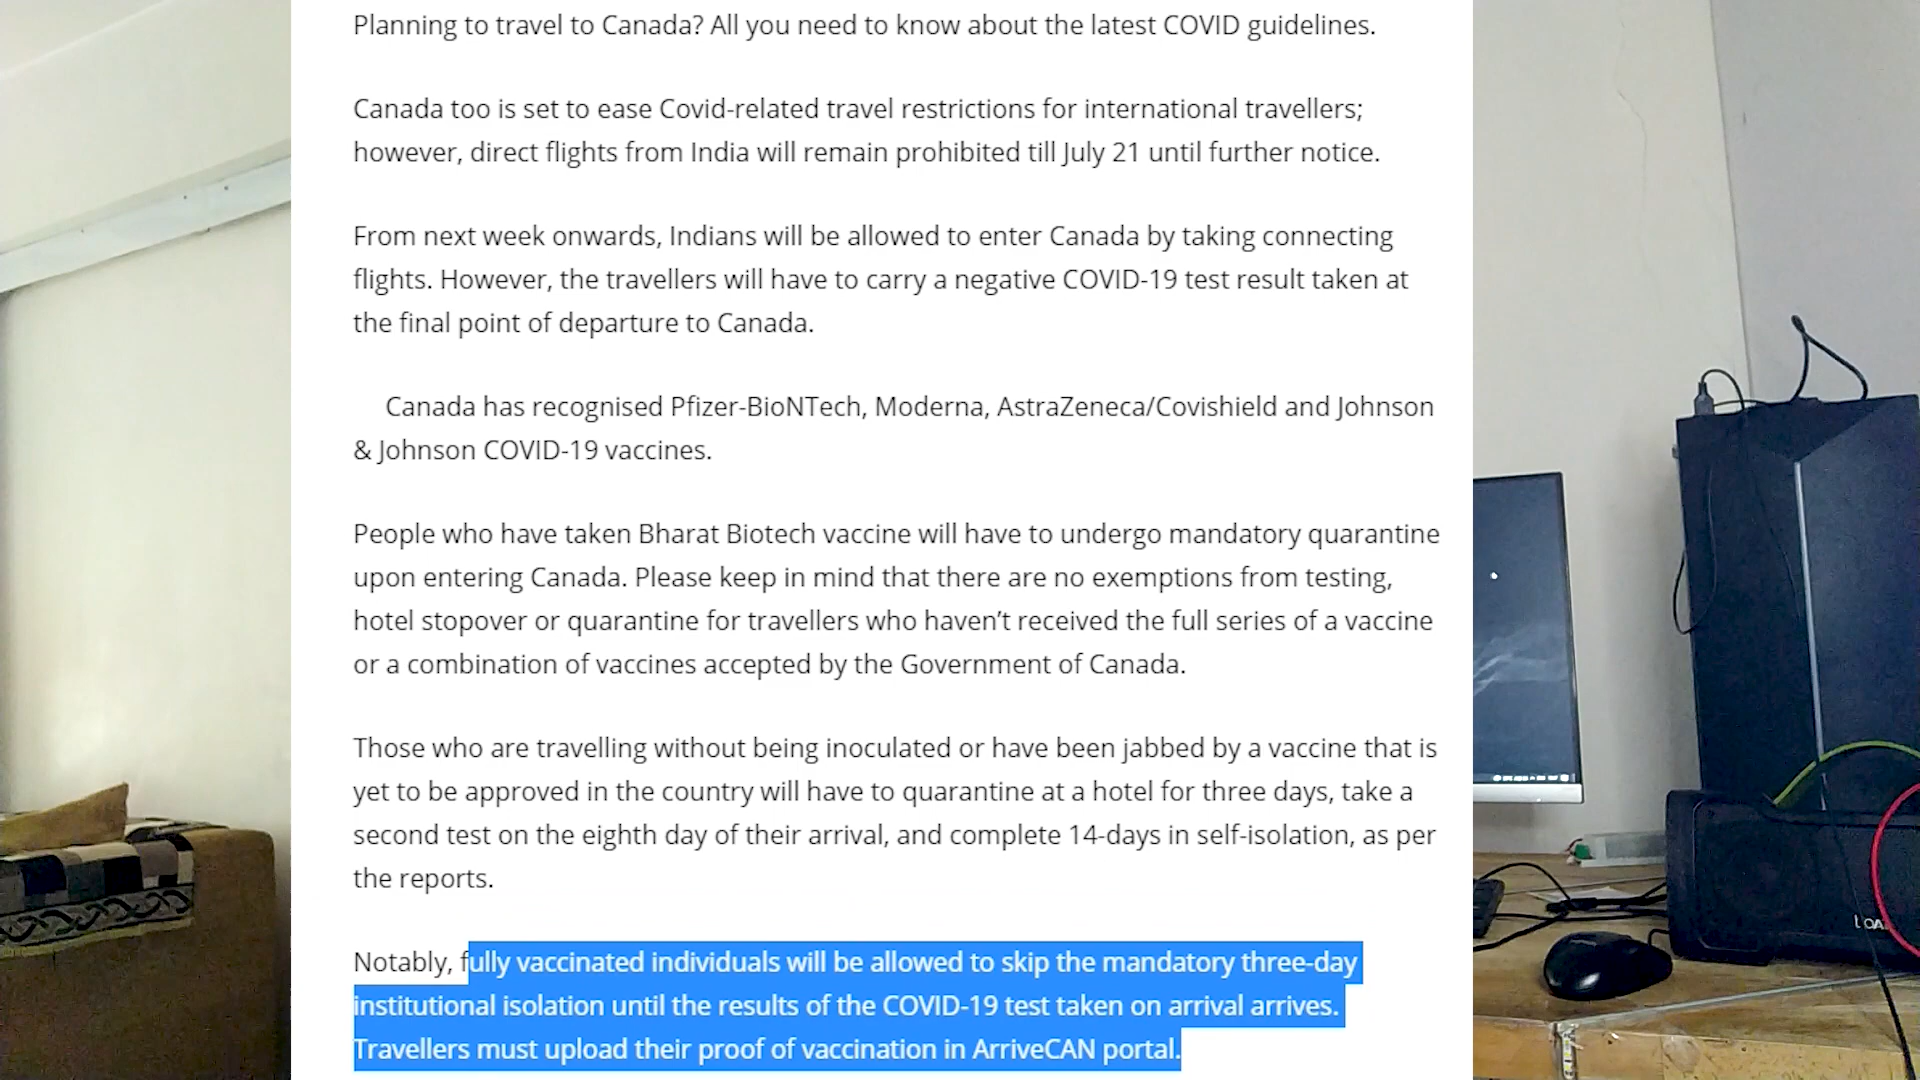 Planning to travel to Canada? All you need to know about the latest COVID guidelines.
Canada too is set to ease Covid-related travel restrictions for international travellers;
however, direct flights from India will remain prohibited till July 21 until further notice.
From next week onwards, Indians will be allowed to enter Canada by taking connecting
flights. However, the travellers will have to carry a negative COVID-19 test result taken at
the final point of departure to Canada.
Canada has recognised Pfizer-BioNTech, Moderna, AstraZeneca/Covishield and Johnson
& Johnson COVID-19 vaccines.
People who have taken Bharat Biotech vaccine will have to undergo mandatory quarantine
upon entering Canada. Please keep in mind that there are no exemptions from testing,
hotel stopover or quarantine for travellers who haven’t received the full series of a vaccine
or a combination of vaccines accepted by the Government of Canada.
Those who are travelling without being inoculated or have been jabbed by a vaccine that is
yet to be approved in the country will have to quarantine at a hotel for three days, take a
second test on the eighth day of their arrival, and complete 14-days in self-isolation, as per
the reports.
Notably, fully vaccinated individuals will be allowed to skip the mandatory three-day
institutional isolation until the results of the COVID-19 test taken on arrival arrives.
Travellers must upload their proof of vaccination in ArriveCAN portal.